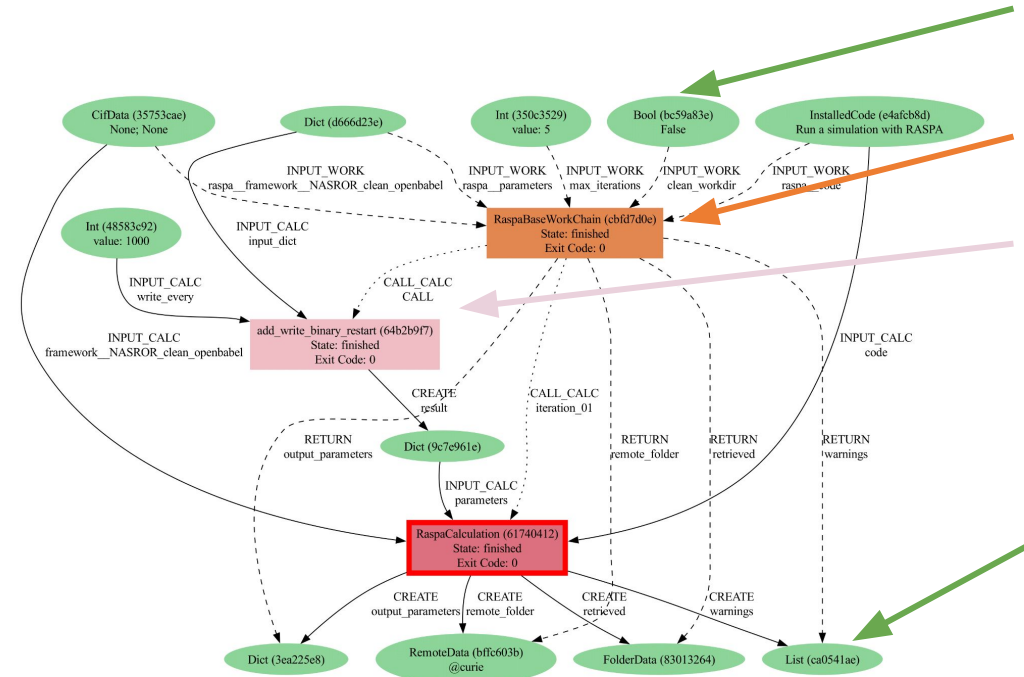 CifData (35753cae)
None; None
Dict (d666d23e)
Int (350c3529)
value: 5
Bool (bc59a83e)
False
InstalledCode (e4afcb8d)
Run a simulation with RASPA
INPUT_WORK
raspa__framework__NASROR_clean_openbabel
INPUT_WORK
raspa__parameters
INPUT_WORK
max_iterations
INPUT_WORK
clean_workdir
INPUT_WORK
raspa__code
Int (48583c92)
value: 1000
INPUT_CALC
input_dict
RaspaBaseWorkChain (cbfd7d0e)
State: finished
Exit Code: 0
INPUT_CALC
write_every
CALL_CALC
CALL
INPUT_CALC
framework__NASROR_clean_openbabel
add_write_binary_restart (64b2b9f7)
State: finished
Exit Code: 0
INPUT_CALC
code
CREATE
result
CALL_CALC
iteration_01
RETURN
output_parameters
Dict (9c7e961e)
RETURN
remote_folder
RETURN
retrieved
RETURN
warnings
INPUT_CALC
parameters
RaspaCalculation (61740412)
State: finished
Exit Code: 0
CREATE
output_parameters
CREATE
remote_folder
CREATE
retrieved
CREATE
warnings
Dict (3ea225e8)
RemoteData (bffc603b)
@curie
FolderData (83013264)
List (ca0541ae)